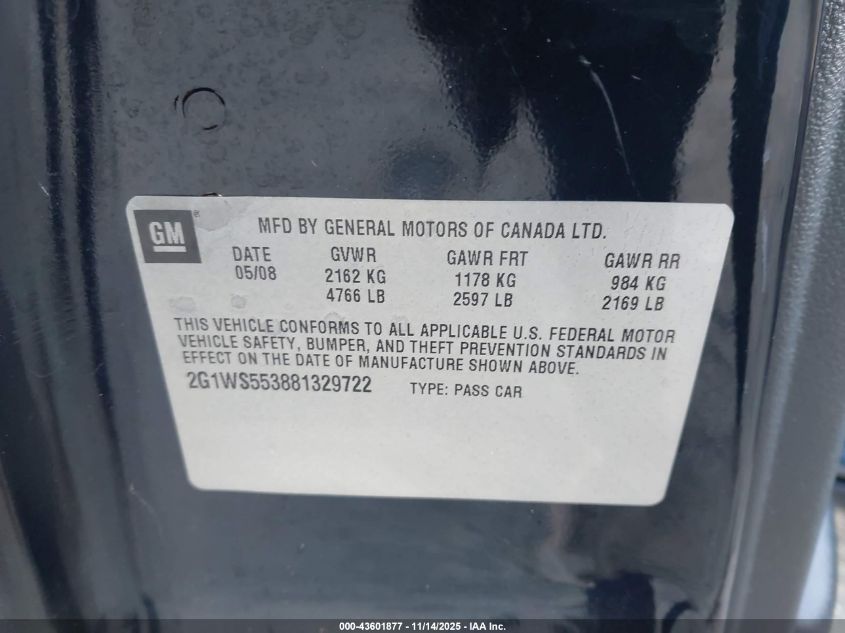 GM ®
MFD BY GENERAL MOTORS OF CANADA LTD.
DATE GVWR GAWR FRT GAWR RR
05/08 2162 KG 1178 KG 984 KG
4766 LB 2597 LB 2169 LB
THIS VEHICLE CONFORMS TO ALL APPLICABLE U.S. FEDERAL MOTOR
VEHICLE SAFETY, BUMPER, AND THEFT PREVENTION STANDARDS IN
EFFECT ON THE DATE OF MANUFACTURE SHOWN ABOVE.
2G1WS553881329722 TYPE: PASS CAR
000-43601877 - 11/14/2025 - IAA Inc.